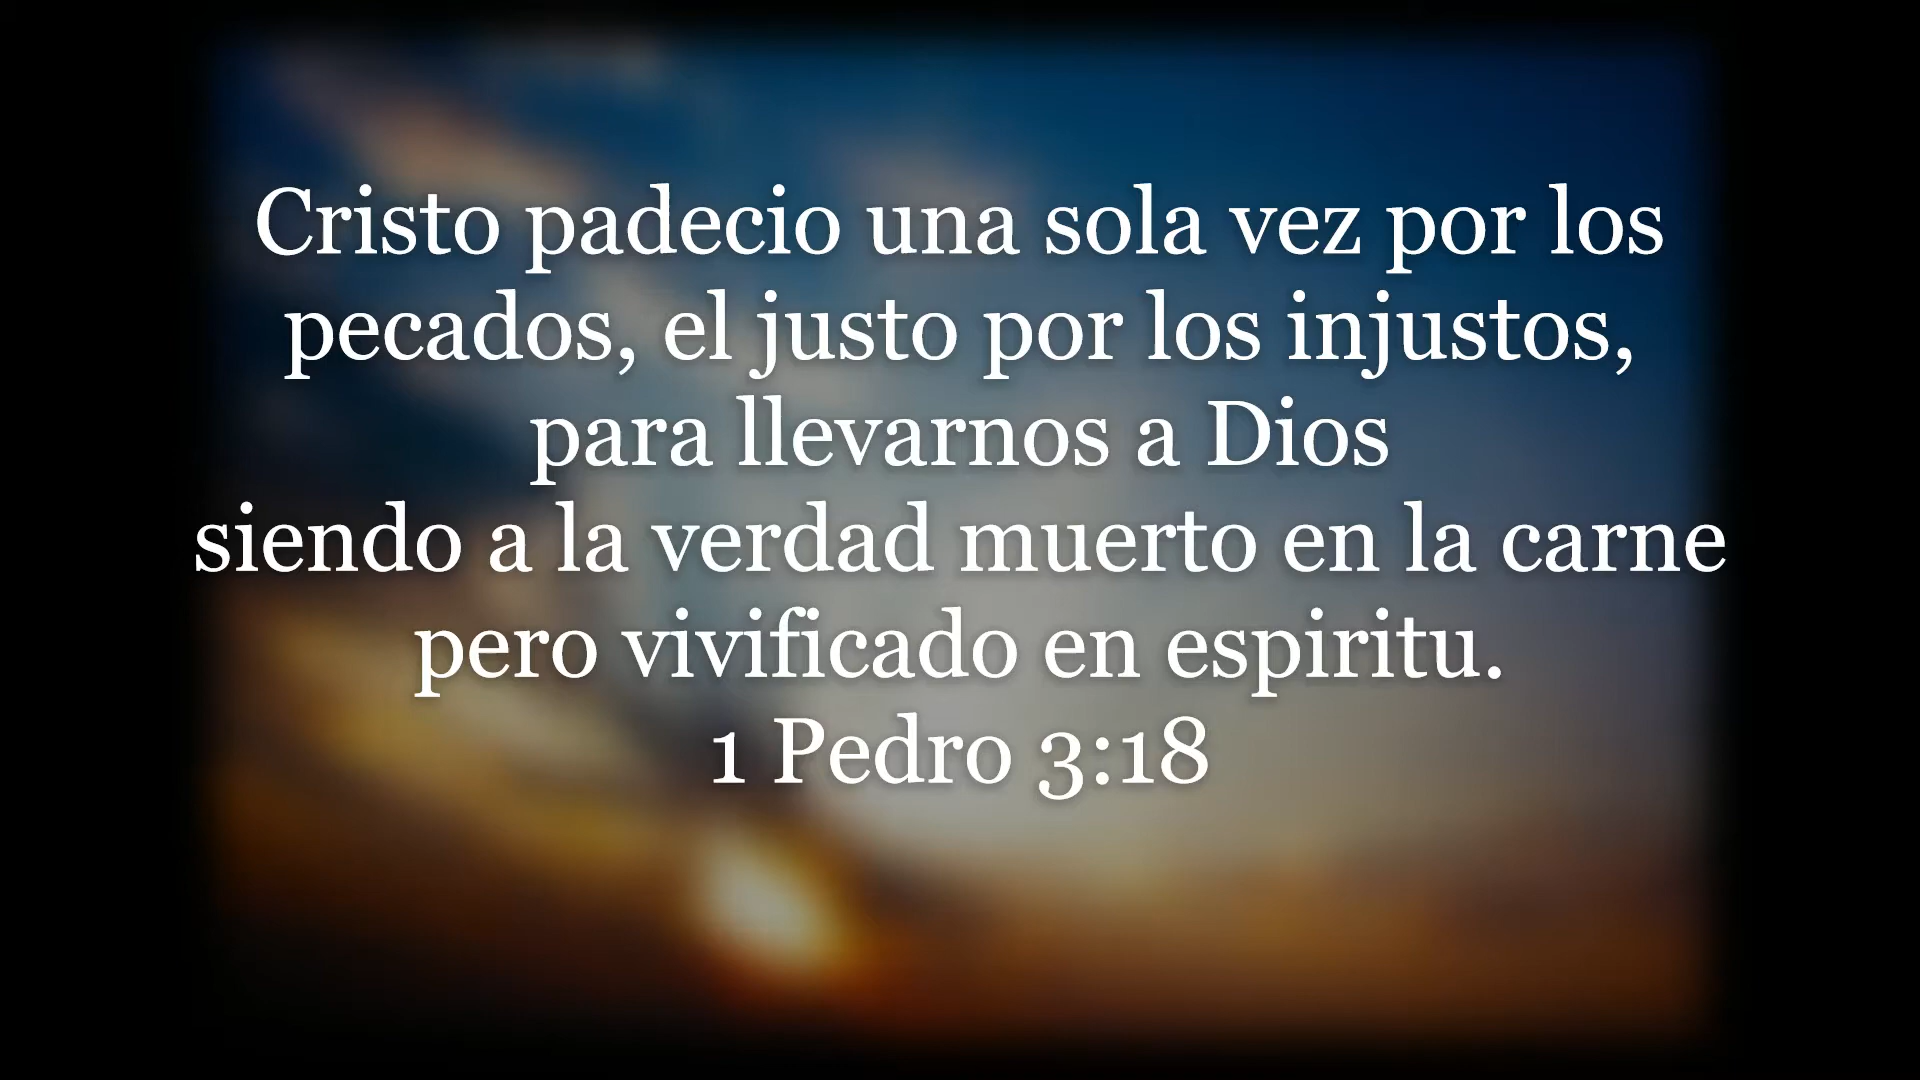 Cristo padecio una sola vez por los
pecados, el justo por los injustos,
para llevarnos a Dios
siendo a la verdad muerto en la carne
pero vivificado en espiritu.
1 Pedro 3:18